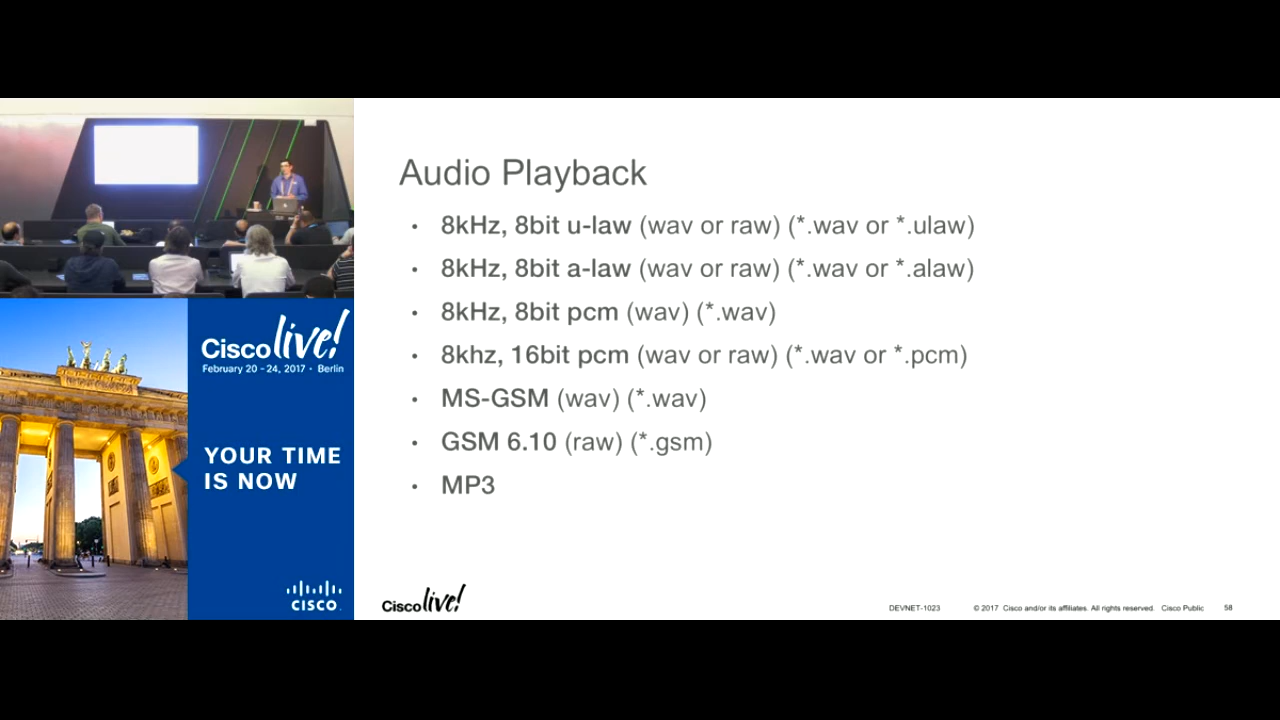 Audio Playback
• 8kHz, 8bit u-law (wav or raw) (*.wav or *.ulaw)
• 8kHz, 8bit a-law (wav or raw) (*.wav or *.alaw)
• 8kHz, 8bit pcm (wav) (*.wav)
• 8khz, 16bit pcm (wav or raw) (*.wav or *.pcm)
• MS-GSM (wav) (*.wav)
• GSM 6.10 (raw) (*.gsm)
• MP3
Cisco live!
February 20 - 24, 2017 • Berlin
YOUR TIME
IS NOW
CISCO
Cisco live!
DEVNET-1023 © 2017 Cisco and/or its affiliates. All rights reserved. Cisco Public 58